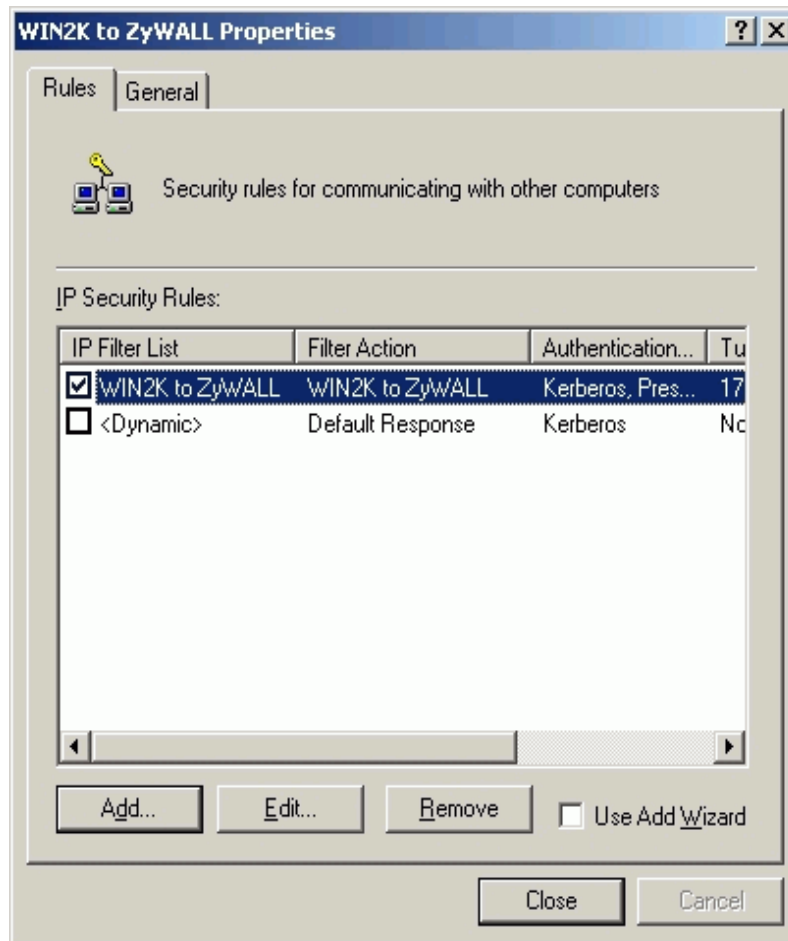 WIN2K to ZyWALL Properties
Rules General
Security rules for communicating with other computers
IP Security Rules:
IP Filter List Filter Action Authentication... Tu
WIN2K to ZyWALL WIN2K to ZyWALL Kerberos, Pres... 17
<Dynamic> Default Response Kerberos No
Add... Edit... Remove Use Add Wizard
Close Cancel